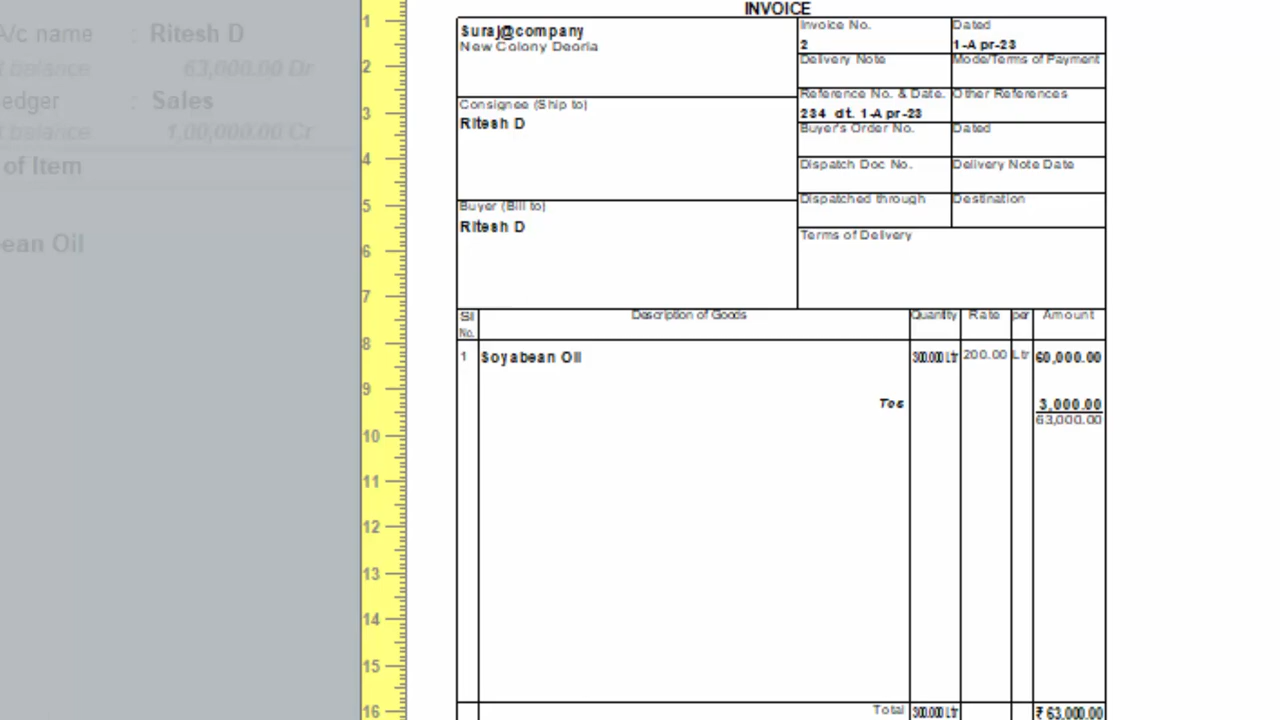 A/c name : Ritesh D
balance 63,000.00 Dr
edger : Sales
balance 1,00,000.00 Cr
of Item
ean Oil
1
2
3
4
5
6
7
8
9
10
11
12
13
14
15
16
INVOICE
Suraj@company
New Colony Deoria
Invoice No.
2
Dated
1-Apr-23
Delivery Note
Mode/Terms of Payment
Reference No. & Date.
234 dt. 1-Apr-23
Other References
Buyer's Order No.
Dated
Dispatch Doc No.
Delivery Note Date
Dispatched through
Destination
Terms of Delivery
Consignee (Ship to)
Ritesh D
Buyer (Bill to)
Ritesh D
Sl No. Description of Goods Quantity Rate per Amount
1 Soyabean Oil 300.000 Ltr 200.00 Ltr 60,000.00
Tcs 3,000.00
63,000.00
Total 300.000 Ltr ₹ 63,000.00